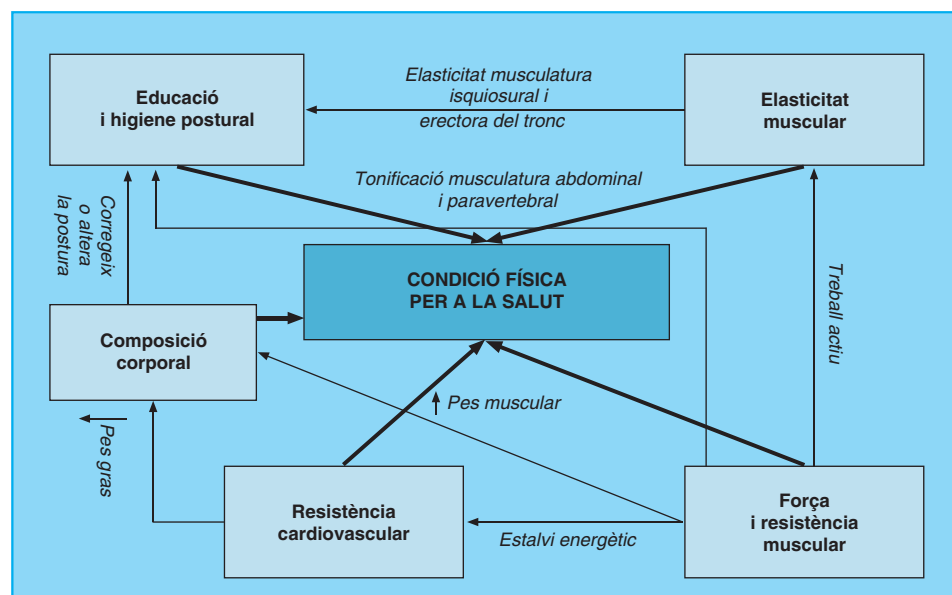 Educació
i higiene postural
Elasticitat musculatura
isquiosural i
erectora del tronc
Elasticitat
muscular
Tonificació musculatura abdominal
i paravertebral
Corregeix
o altera
la postura
CONDICIÓ FÍSICA
PER A LA SALUT
Treball actiu
Composició
corporal
Pes muscular
Pes gras
Resistència
cardiovascular
Estalvi energètic
Força
i resistència
muscular